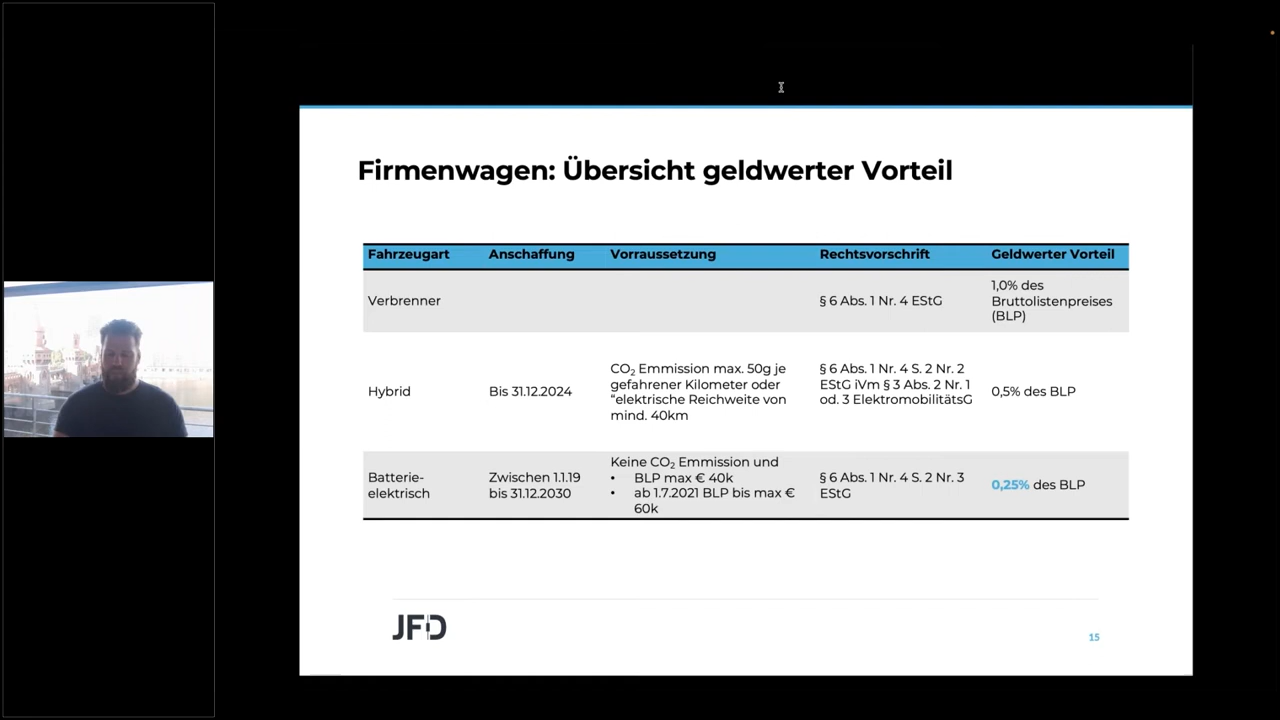 Firmenwagen: Übersicht geldwerter Vorteil
Fahrzeugart Anschaffung Vorraussetzung Rechtsvorschrift Geldwerter Vorteil
Verbrenner
§ 6 Abs. 1 Nr. 4 EStG
1,0% des
Bruttolistenpreises
(BLP)
Hybrid
Bis 31.12.2024
CO₂ Emmission max. 50g je
gefahrener Kilometer oder
“elektrische Reichweite von
mind. 40km
§ 6 Abs. 1 Nr. 4 S. 2 Nr. 2
EStG iVm § 3 Abs. 2 Nr. 1
od. 3 ElektromobilitätsG
0,5% des BLP
Batterie-
elektrisch
Zwischen 1.1.19
bis 31.12.2030
Keine CO₂ Emmission und
• BLP max € 40k
• ab 1.7.2021 BLP bis max €
60k
§ 6 Abs. 1 Nr. 4 S. 2 Nr. 3
EStG
0,25% des BLP
JFD
15